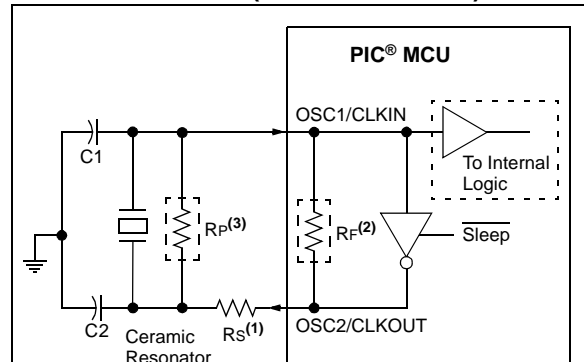 PIC® MCU
OSC1/CLKIN
C1
To Internal
Logic
RP(3)
RF(2)
Sleep
C2
Ceramic
Resonator
RS(1)
OSC2/CLKOUT